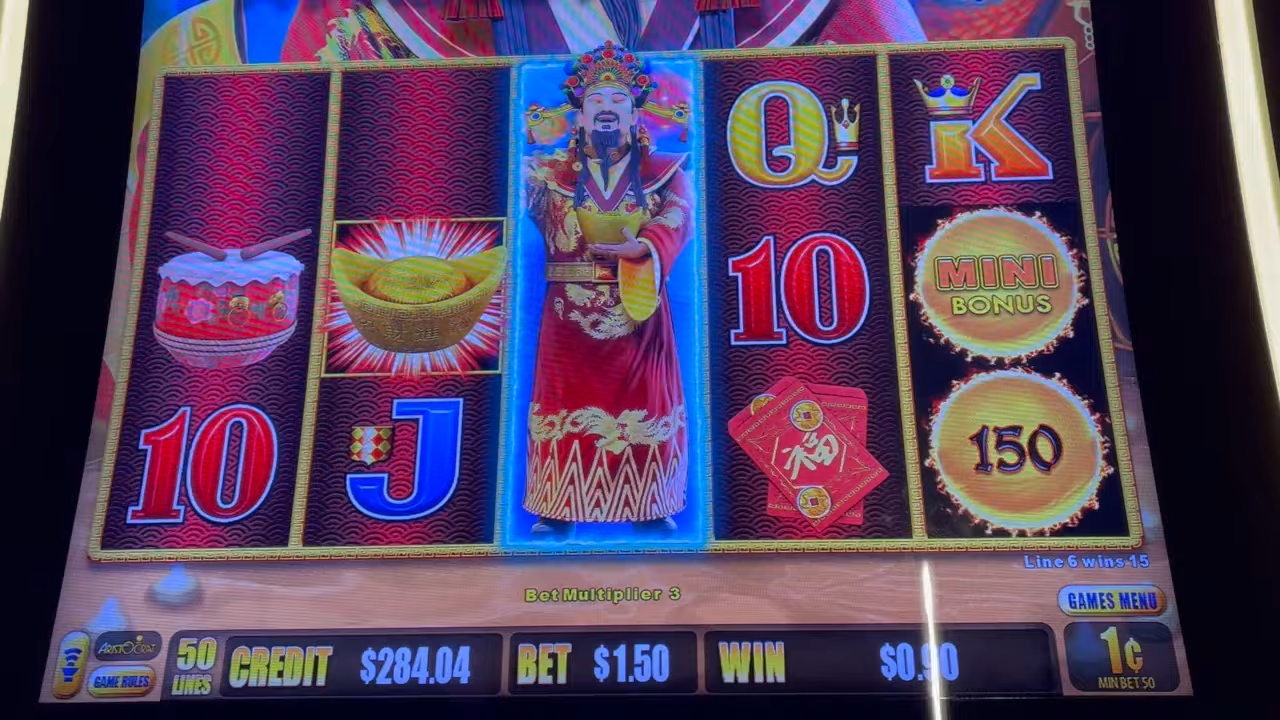 Q
K
10
MINI
BONUS
10
J
福
150
Line 6 wins 15
Bet Multiplier 3
GAMES MENU
ARISTOCRAT
GAME RULES
50
LINES
CREDIT $284.04
BET $1.50
WIN $0.90
1¢
MIN BET 50